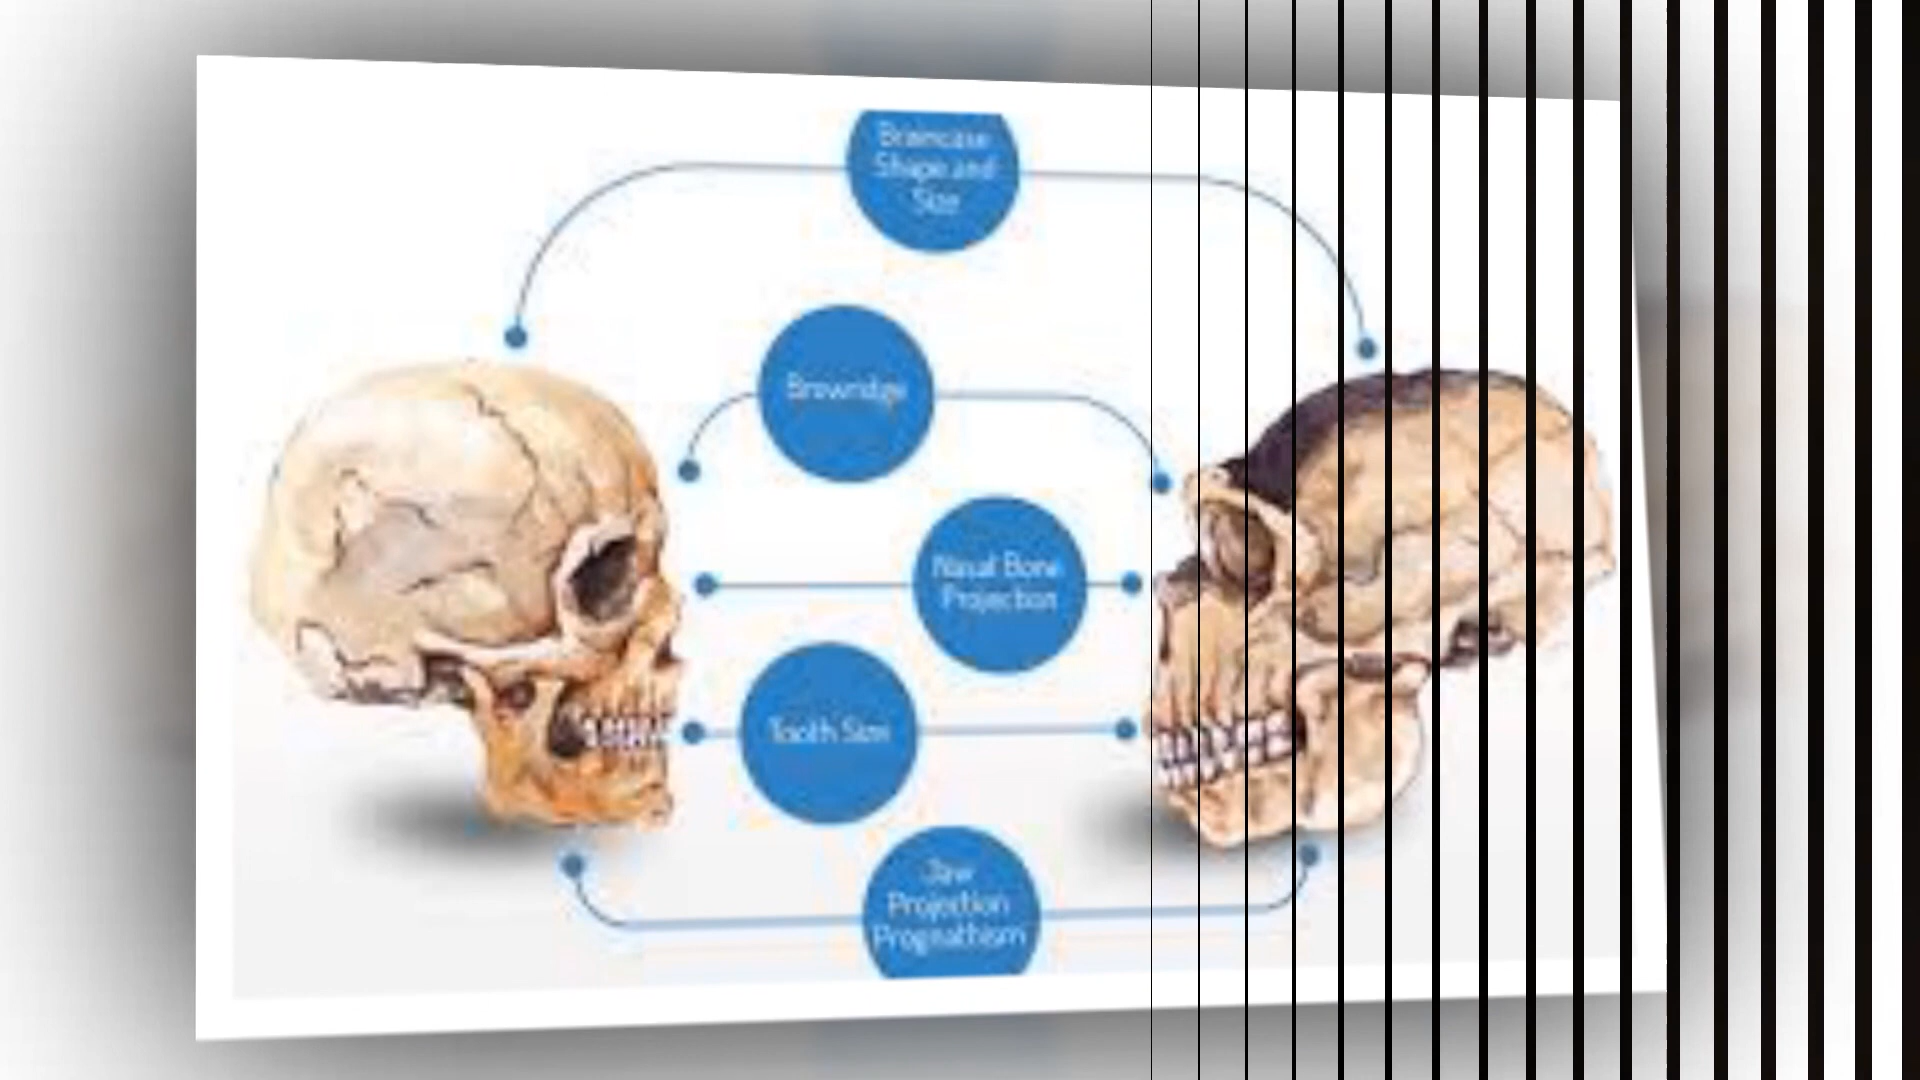 Braincase
Shape and
Size
Browridge
Nasal Bone
Projection
Tooth Size
Jaw
Projection
Prognathism